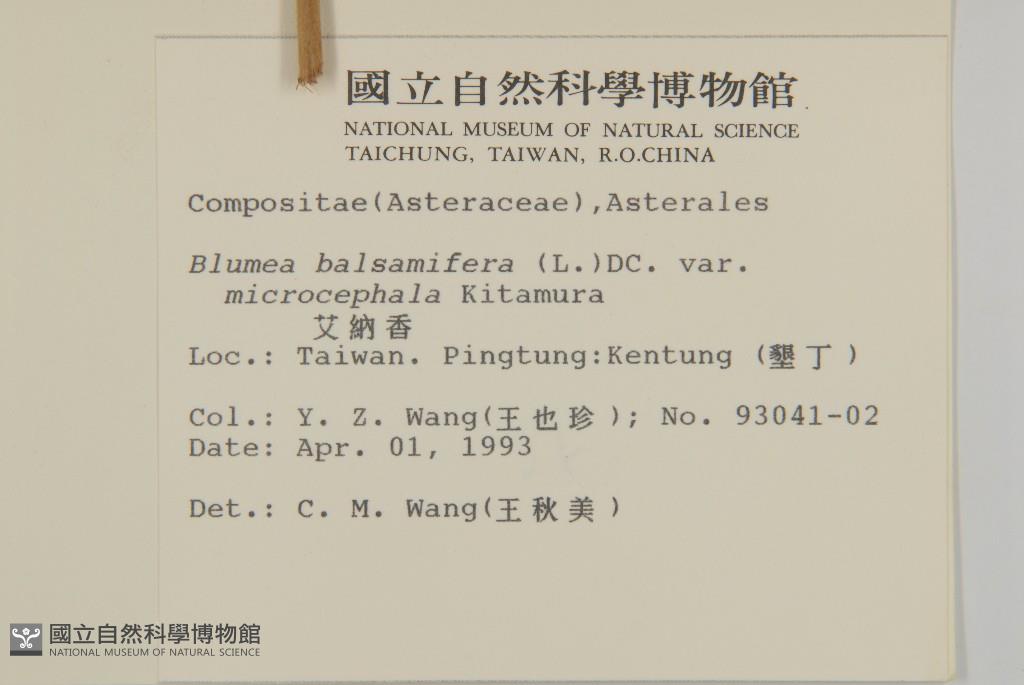 國立自然科學博物館
NATIONAL MUSEUM OF NATURAL SCIENCE
TAICHUNG, TAIWAN, R.O.CHINA
Compositae(Asteraceae),Asterales
Blumea balsamifera (L.)DC. var.
microcephala Kitamura
艾納香
Loc.: Taiwan. Pingtung:Kentung (墾丁)
Col.: Y. Z. Wang(王也珍); No. 93041-02
Date: Apr. 01, 1993
Det.: C. M. Wang(王秋美)
國立自然科學博物館
NATIONAL MUSEUM OF NATURAL SCIENCE